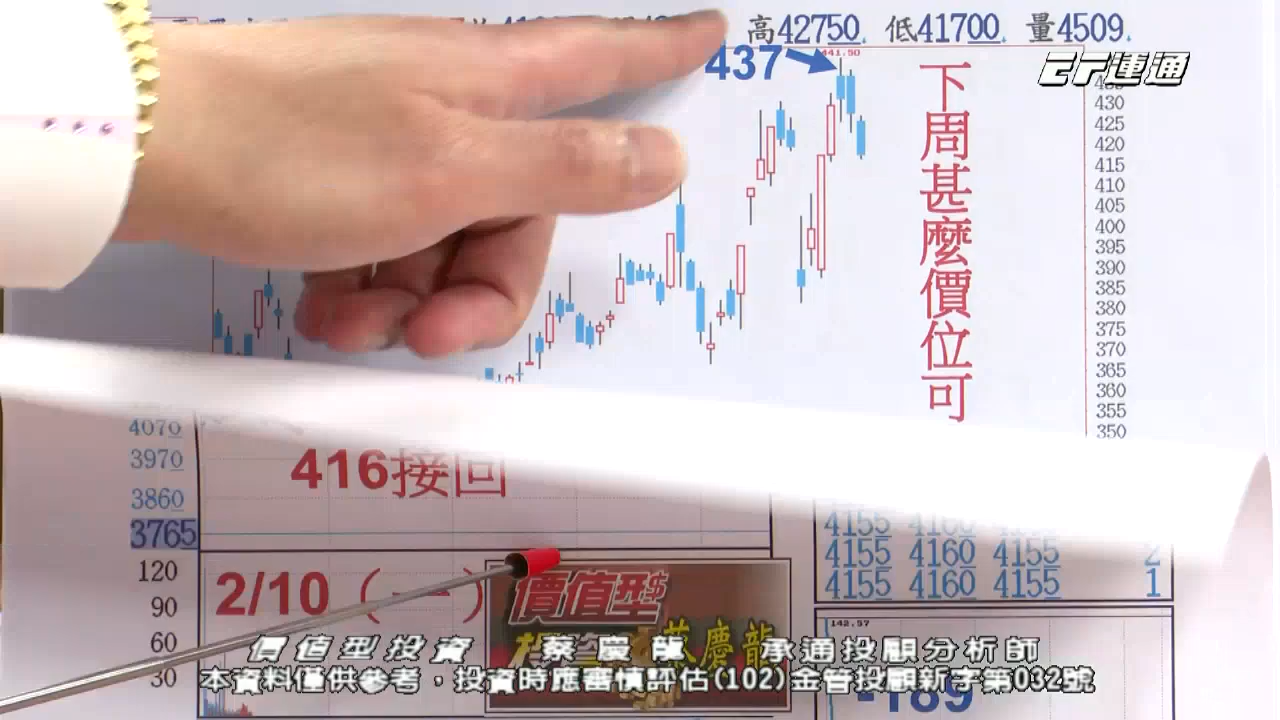 高42750 低41700 量4509
437
441.50
ET運通
下周甚麼價位可
430
425
420
415
410
405
400
395
390
385
380
375
370
365
360
355
350
4070
3970
3860
3765
416接回
4155 4160 4155 2
4155 4160 4155 1
120
90
60
30
2/10（一）
價值型$
蔡慶龍
142.57
-189
價值型投資 蔡慶龍 承通投顧分析師
本資料僅供參考，投資時應審慎評估(102)金管投顧新字第032號